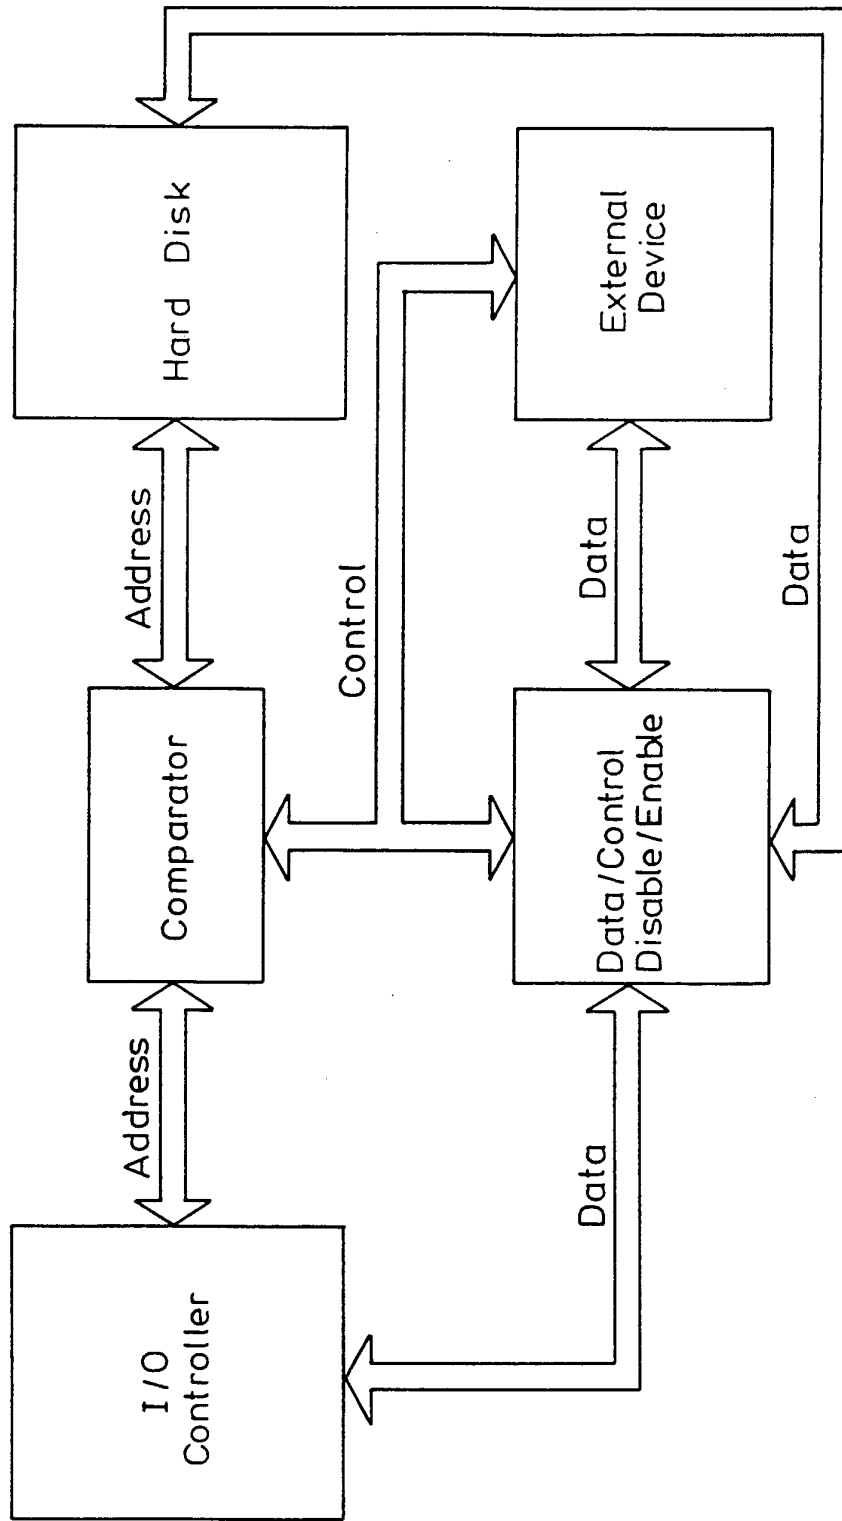 I/O
Controller
Address
Comparator
Address
Hard Disk
Control
Data
Data/Control
Disable/Enable
Data
External
Device
Data